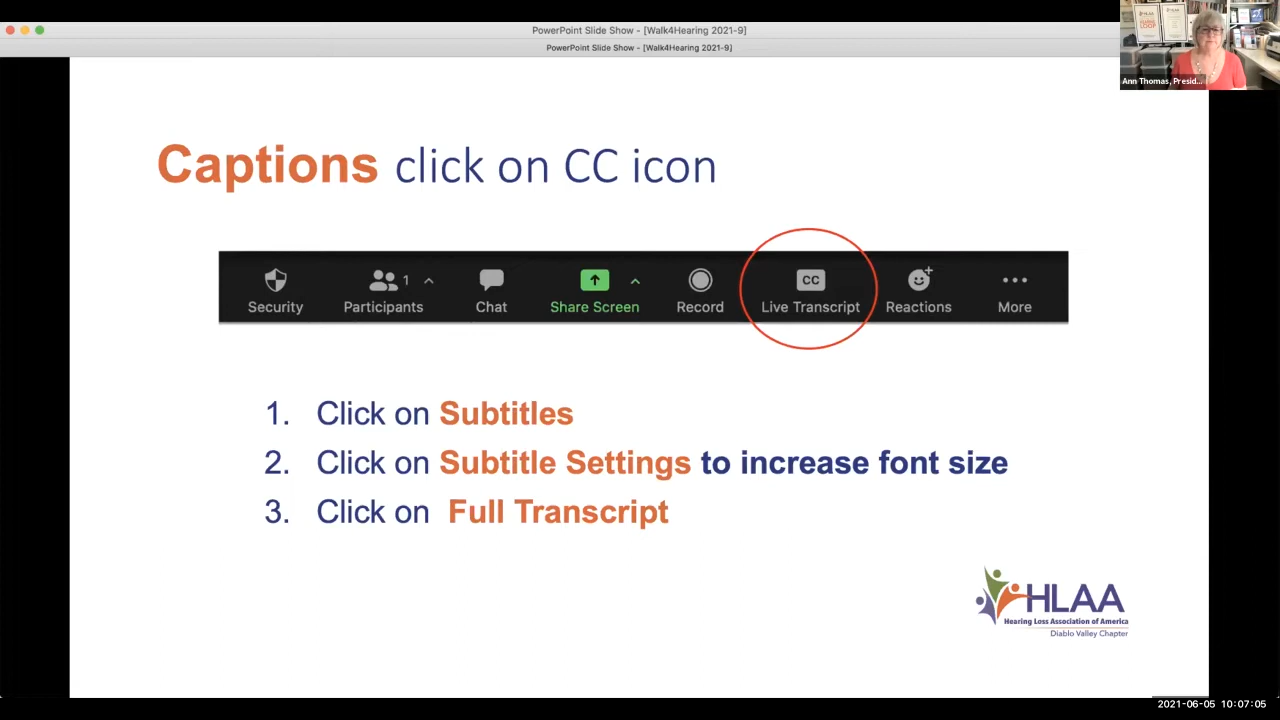 PowerPoint Slide Show - [Walk4Hearing 2021-9]
PowerPoint Slide Show - [Walk4Hearing 2021-9]
Ann Thomas, Presid...
Captions click on CC icon
1
CC
Security Participants Chat Share Screen Record Live Transcript Reactions More
1. Click on Subtitles
2. Click on Subtitle Settings to increase font size
3. Click on Full Transcript
HLAA
Hearing Loss Association of America
Diablo Valley Chapter
2021-06-05 10:07:05